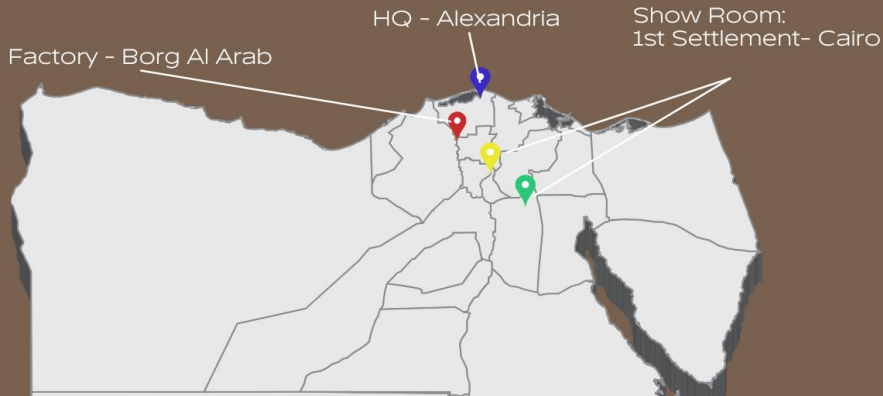 HQ - Alexandria
Show Room:
1st Settlement- Cairo
Factory - Borg Al Arab